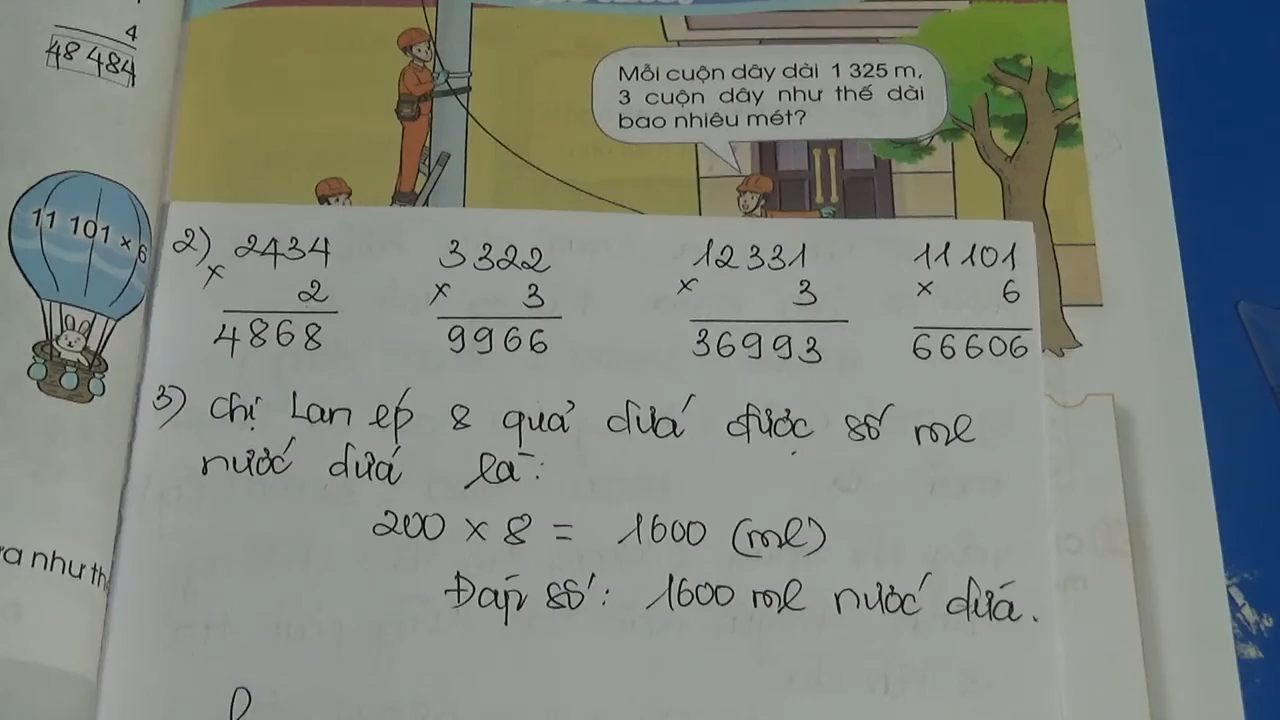 4
48 484
Mỗi cuộn dây dài 1 325 m,
3 cuộn dây như thế dài
bao nhiêu mét?
11 101 × 6
2) 2434 3322 12331 11101
× 2 × 3 × 3 × 6
4868 9966 36993 66606
3) Chị Lan ép 8 quả dứa được số ml
nước dứa là:
200 × 8 = 1600 (ml)
Đáp số: 1600 ml nước dứa.
như th